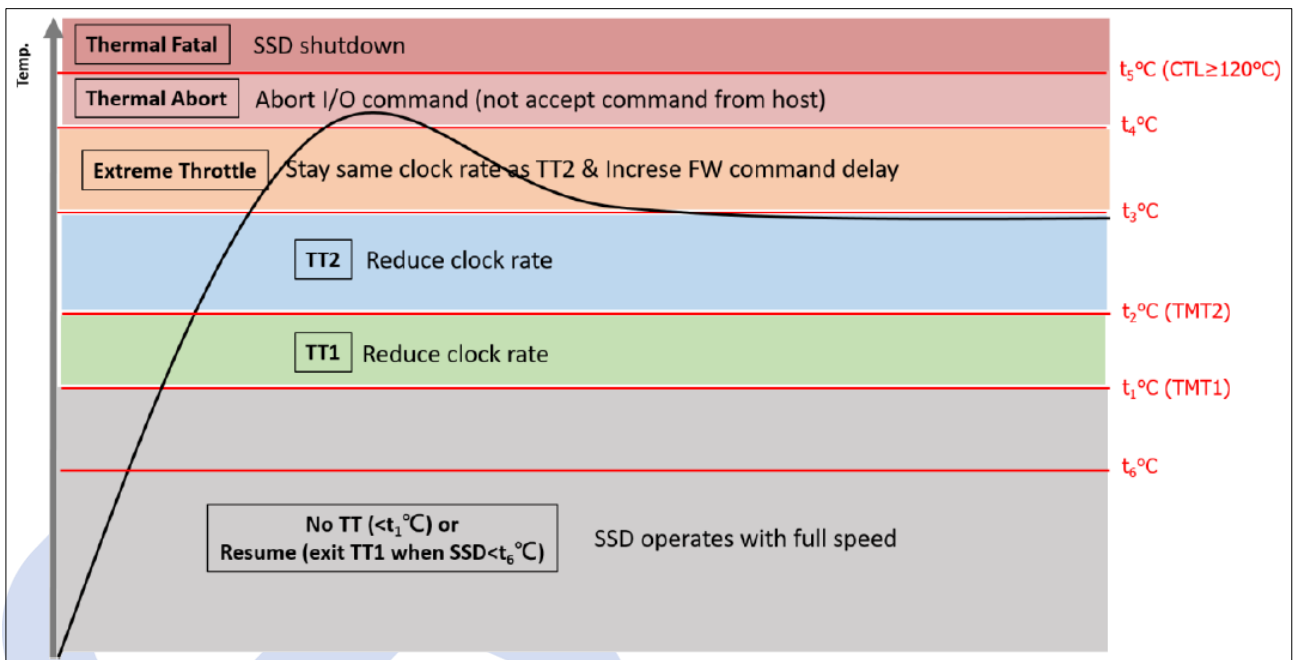 Temp.
Thermal Fatal SSD shutdown
t₅℃ (CTL≥120℃)
Thermal Abort Abort I/O command (not accept command from host)
t₄℃
Extreme Throttle Stay same clock rate as TT2 & Increse FW command delay
t₃℃
TT2 Reduce clock rate
t₂℃ (TMT2)
TT1 Reduce clock rate
t₁℃ (TMT1)
t₆℃
No TT (<t₁℃) or
Resume (exit TT1 when SSD<t₆℃)
SSD operates with full speed